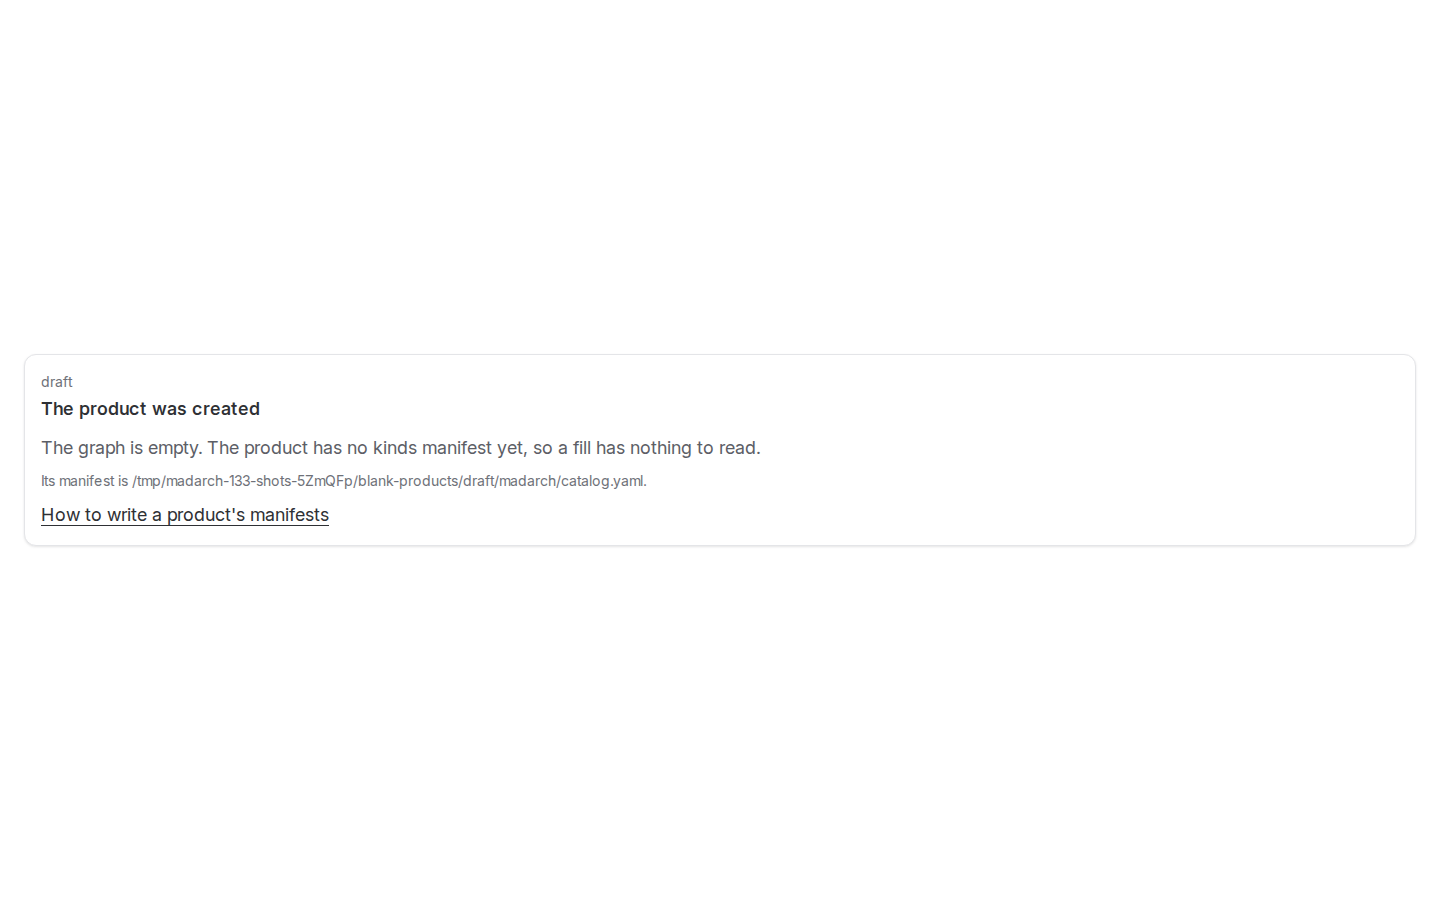 draft
The product was created
The graph is empty. The product has no kinds manifest yet, so a fill has nothing to read.
Its manifest is /tmp/madarch-133-shots-5ZmQFp/blank-products/draft/madarch/catalog.yaml.
How to write a product's manifests